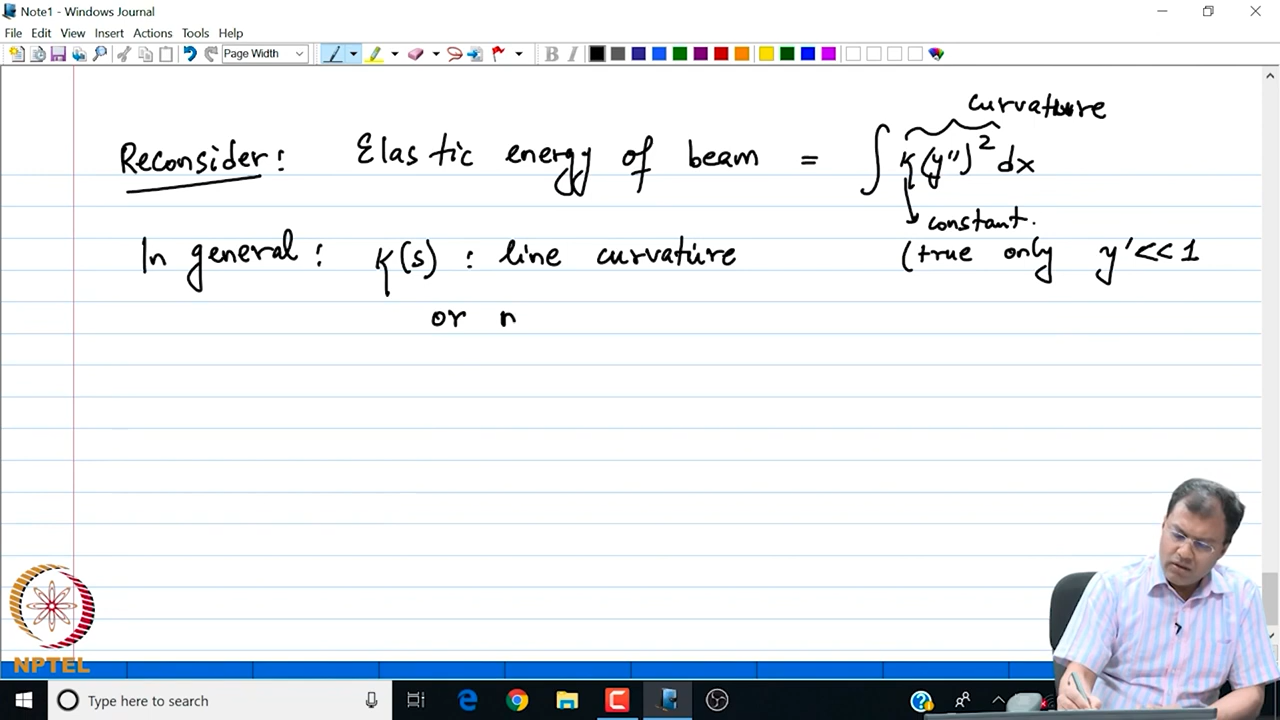 Note1 - Windows Journal
File Edit View Insert Actions Tools Help
Page Width
B I
curvature
Reconsider: Elastic energy of beam = ∫ K(y'')² dx
constant.
In general: K(s) : line curvature (true only y' << 1
or n
NPTEL
Type here to search